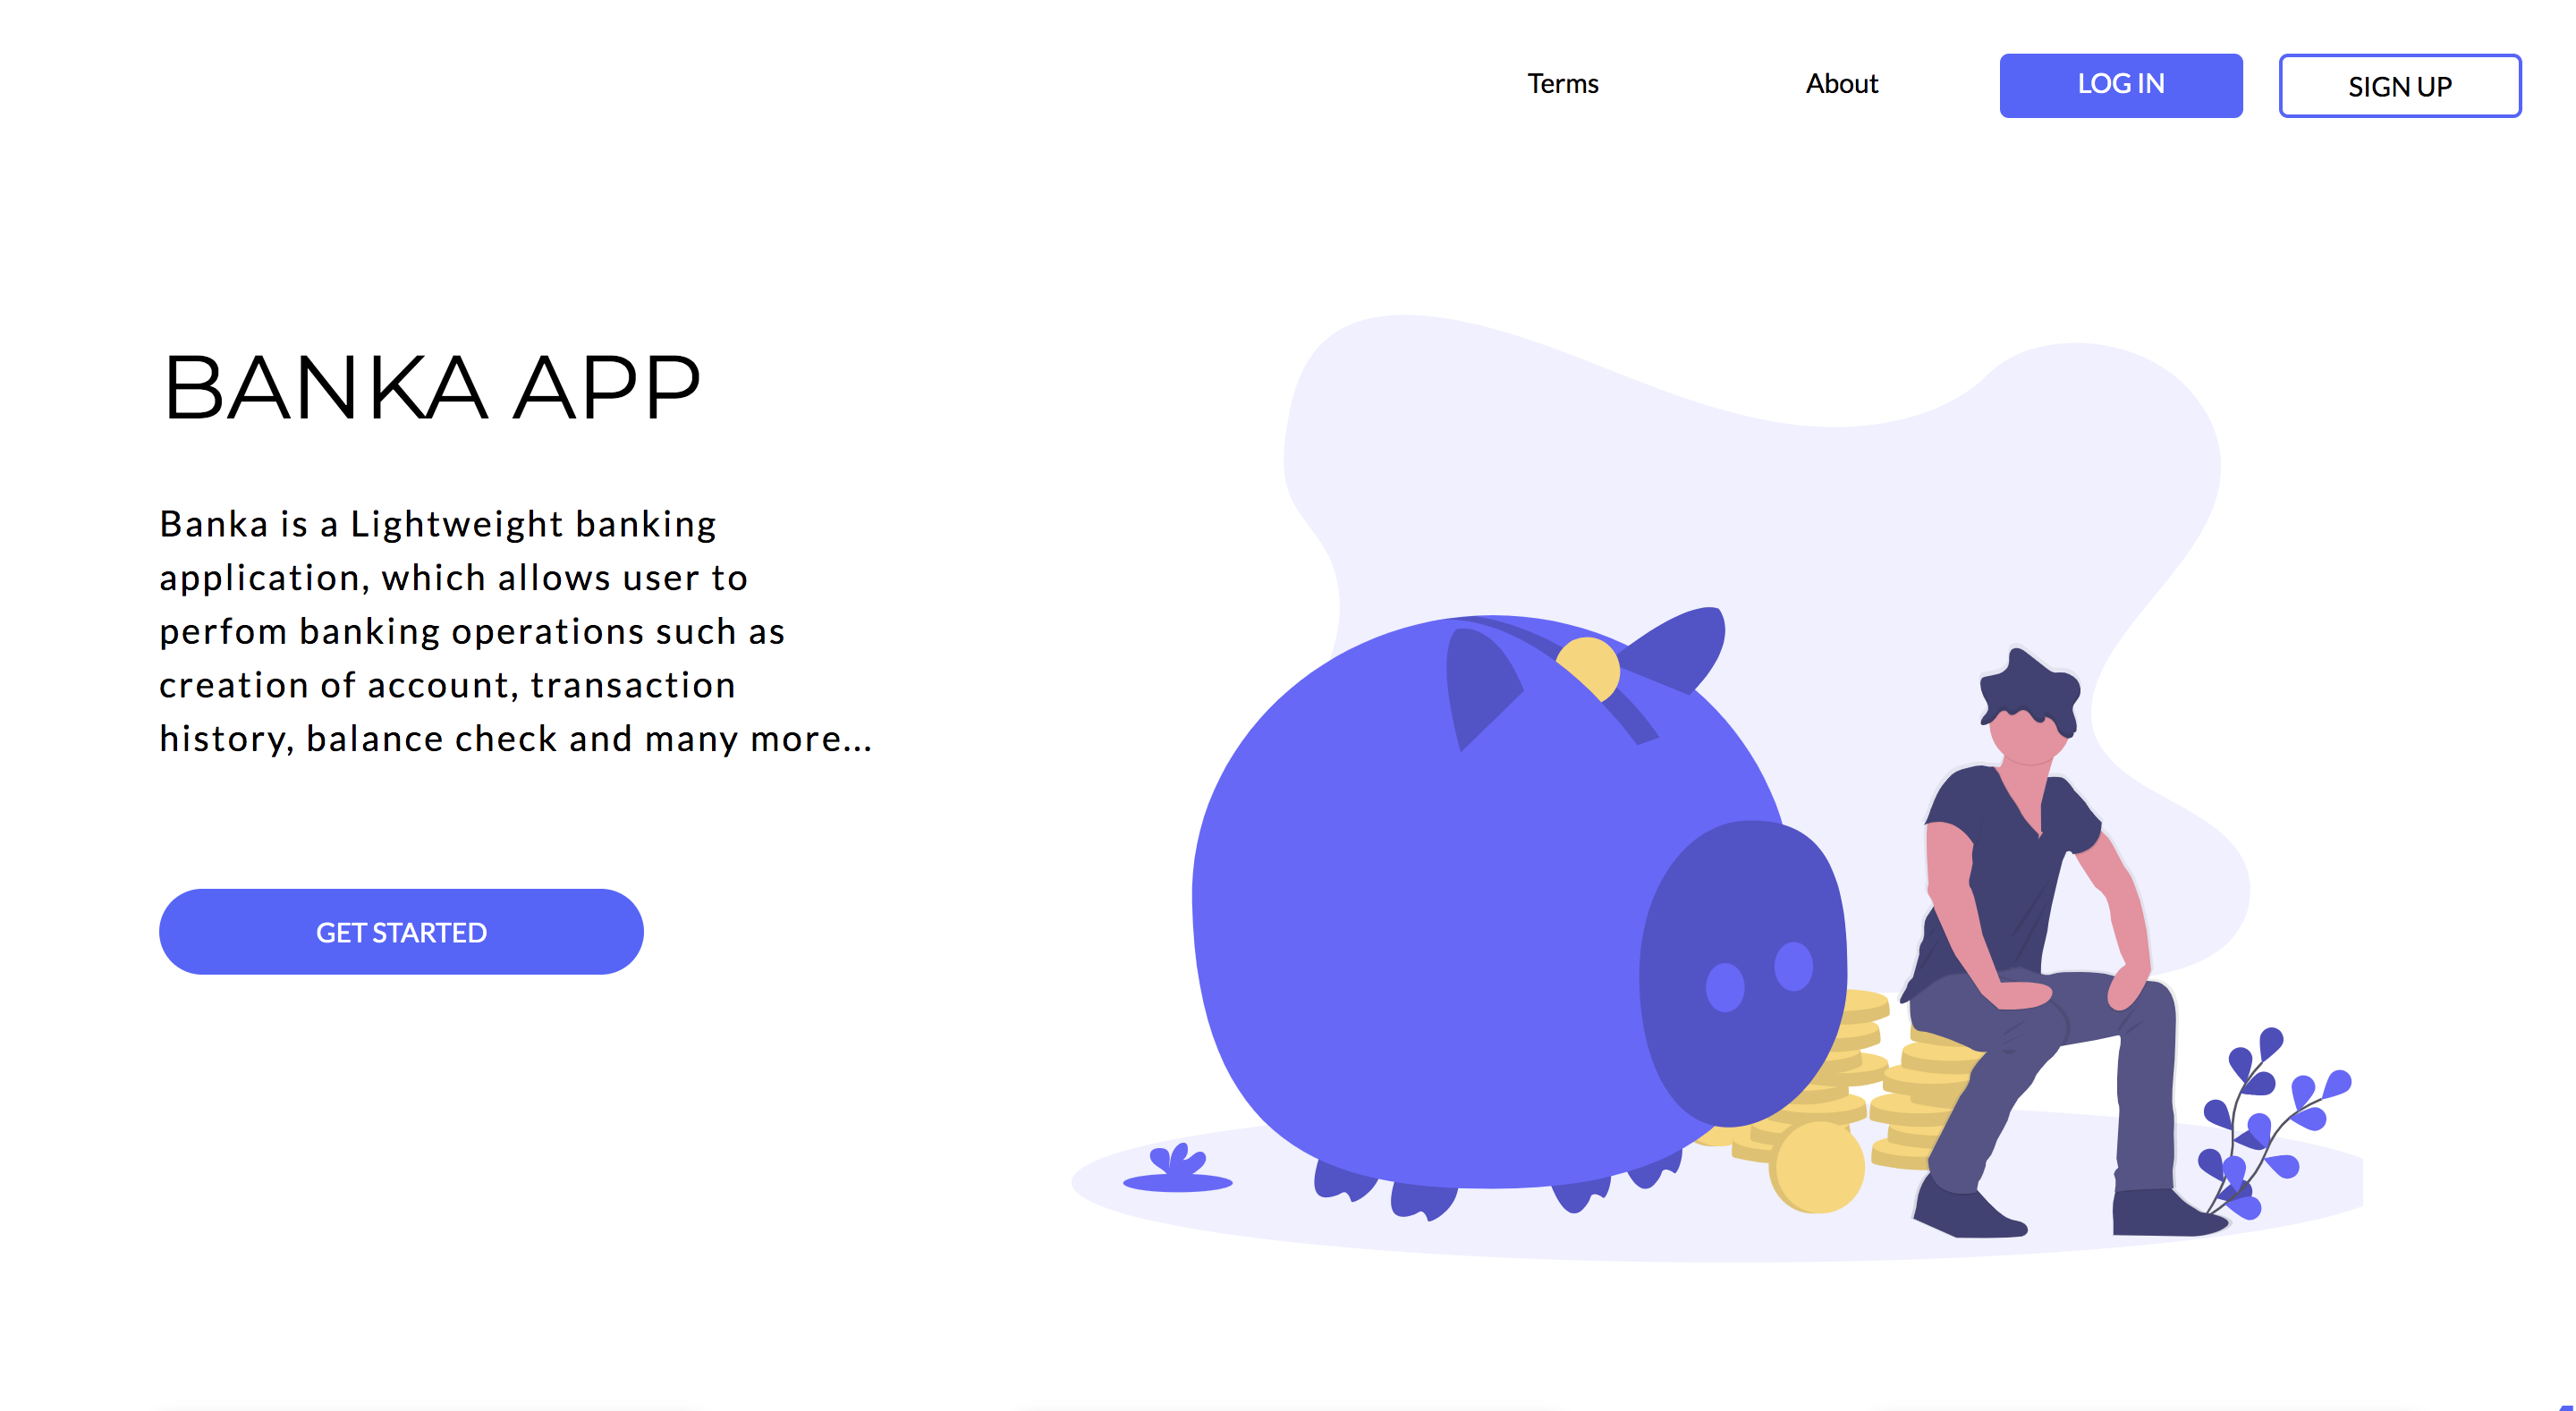 Terms
About
LOG IN
SIGN UP
BANKA APP
Banka is a Lightweight banking
application, which allows user to
perfom banking operations such as
creation of account, transaction
history, balance check and many more...
GET STARTED